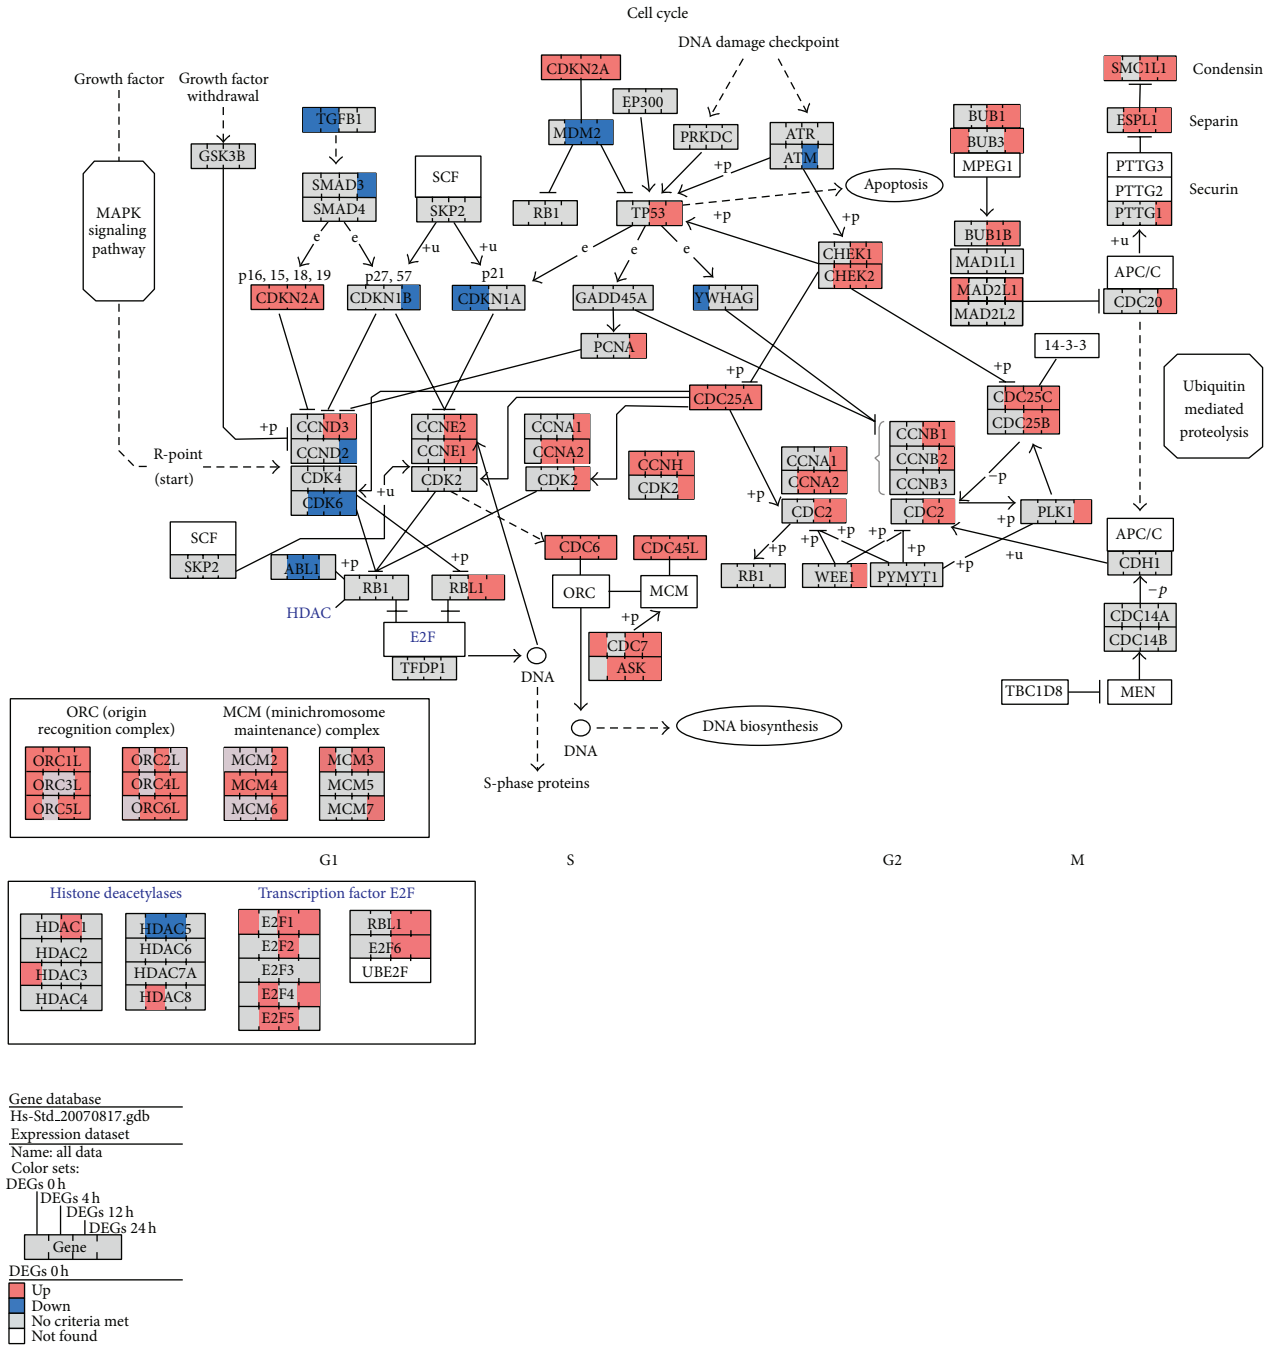 Cell cycle
DNA damage checkpoint
Growth factor
Growth factor
withdrawal
CDKN2A
SMC1L1
Condensin
EP300
TGFB1
MDM2
PRKDC
ATR
ATM
BUB1
BUB3
MPEG1
ESPL1
Separin
GSK3B
SCF
SKP2
+p
Apoptosis
PTTG3
PTTG2
PTTG1
Securin
SMAD3
SMAD4
MAPK
signaling
pathway
RB1
TP53
+p
+p
BUB1B
MAD1L1
MAD2L1
MAD2L2
+u
e
e
+u
+u
e
e
e
CHEK1
CHEK2
APC/C
CDC20
p16, 15, 18, 19
p27, 57
p21
CDKN2A
CDKN1B
CDKN1A
GADD45A
YWHAG
PCNA
14-3-3
+p
+p
CDC25A
CDC25C
CDC25B
Ubiquitin
mediated
proteolysis
+p
CCND3
CCND2
CDK4
CDK6
CCNE2
CCNE1
CDK2
CCNA1
CCNA2
CDK2
CCNH
CDK2
CCNA1
CCNA2
CDC2
CCNB1
CCNB2
CCNB3
CDC2
R-point
(start)
+u
+p
−p
+p
PLK1
SCF
SKP2
ABL1
+p
RB1
+p
RBL1
CDC6
CDC45L
+p
+p
+p
+p
+p
+p
+u
APC/C
CDH1
RB1
WEE1
PYMYT1
HDAC
ORC
MCM
−p
E2F
TFDP1
+p
CDC7
ASK
CDC14A
CDC14B
DNA
TBC1D8
MEN
DNA
DNA biosynthesis
S-phase proteins
ORC (origin
recognition complex)
MCM (minichromosome
maintenance) complex
ORC1L
ORC2L
MCM2
MCM3
ORC3L
ORC4L
MCM4
MCM5
ORC5L
ORC6L
MCM6
MCM7
G1
S
G2
M
Histone deacetylases
Transcription factor E2F
HDAC1
HDAC2
HDAC3
HDAC4
HDAC5
HDAC6
HDAC7A
HDAC8
E2F1
E2F2
E2F3
E2F4
E2F5
RBL1
E2F6
UBE2F
Gene database
Hs-Std_20070817.gdb
Expression dataset
Name: all data
Color sets:
DEGs 0 h
DEGs 4 h
DEGs 12 h
DEGs 24 h
Gene
DEGs 0 h
Up
Down
No criteria met
Not found